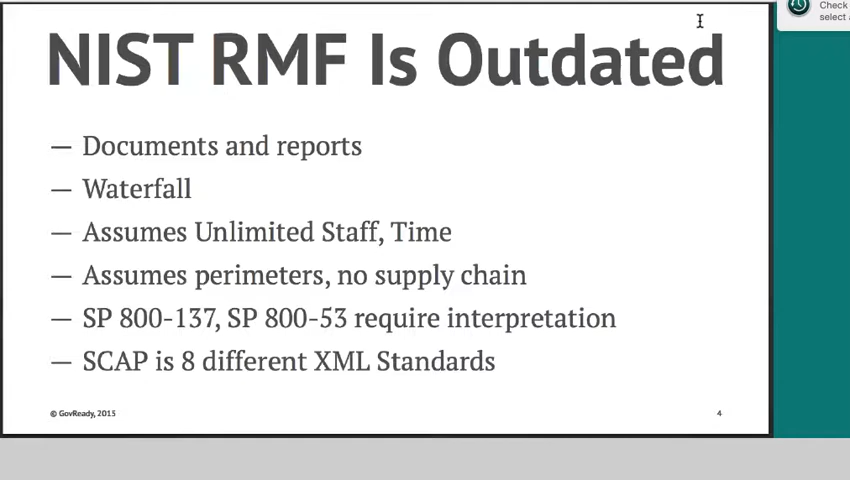 NIST RMF Is Outdated
— Documents and reports
— Waterfall
— Assumes Unlimited Staff, Time
— Assumes perimeters, no supply chain
— SP 800-137, SP 800-53 require interpretation
— SCAP is 8 different XML Standards
© GovReady, 2015
4
Check
select